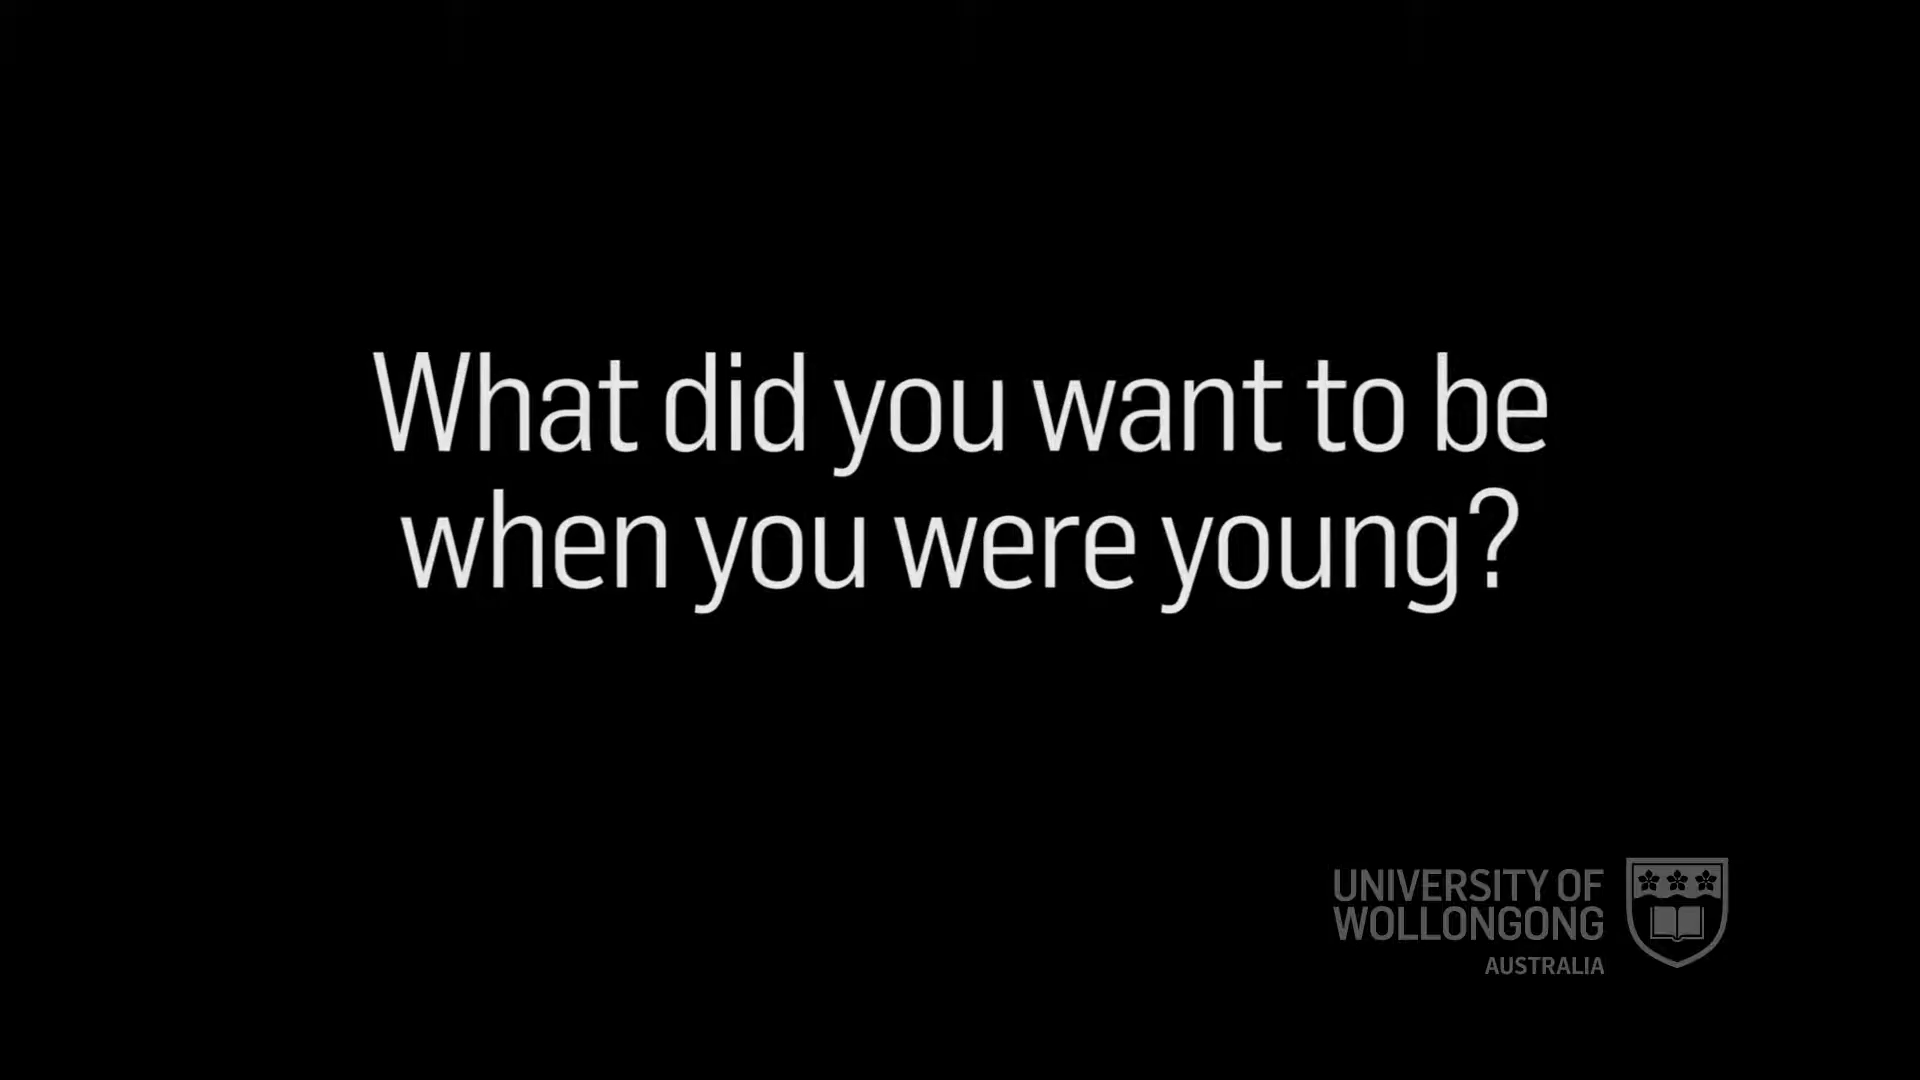 What did you want to be
when you were young?
UNIVERSITY OF
WOLLONGONG
AUSTRALIA